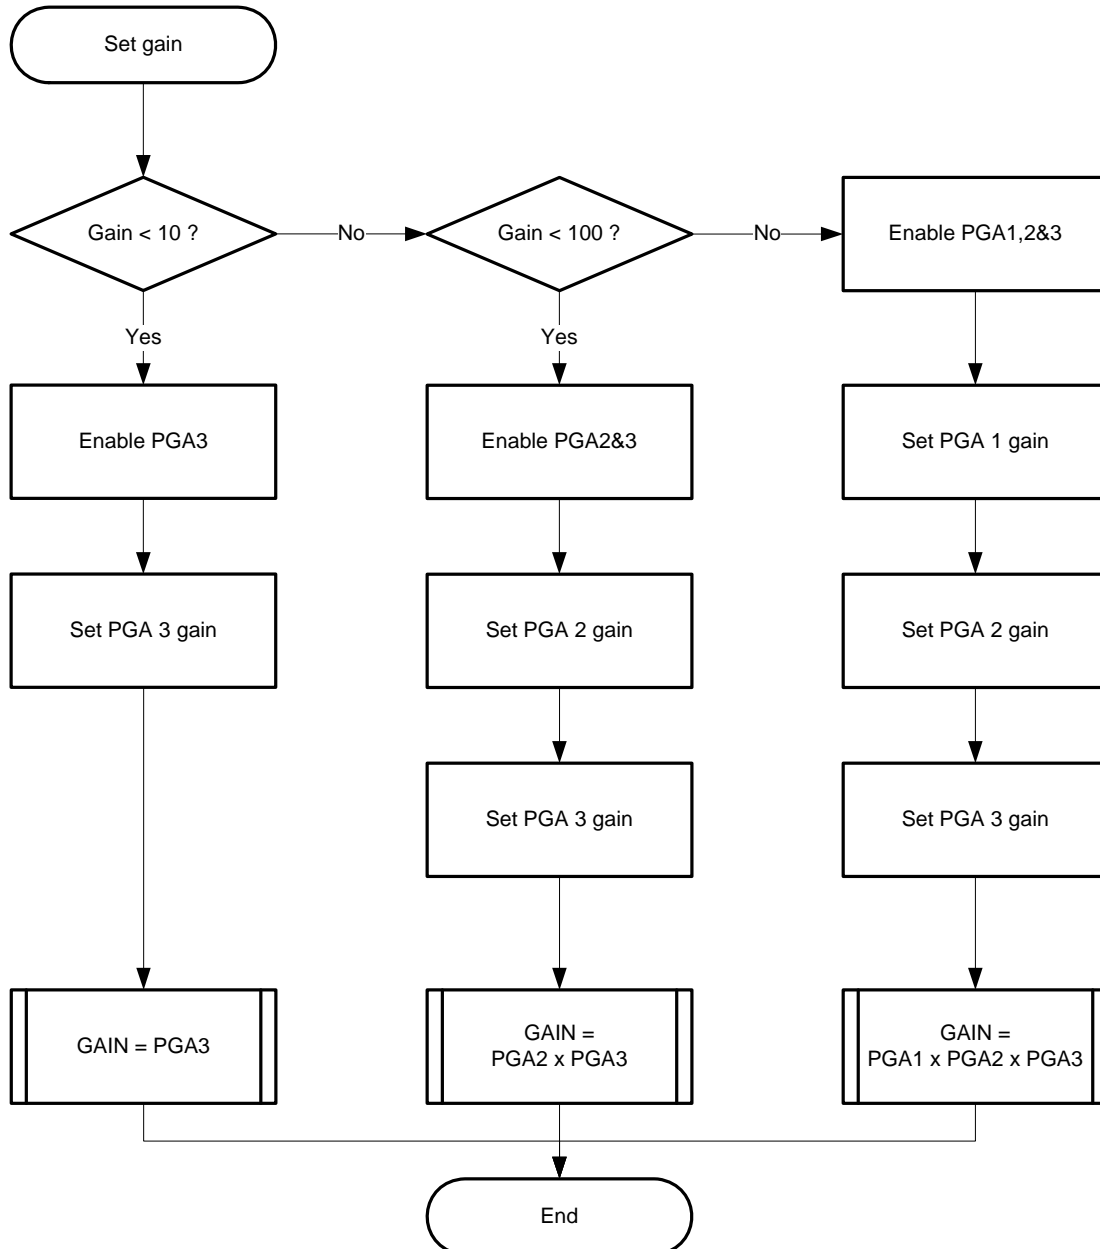 Set gain
Gain < 10 ?
No
Gain < 100 ?
No
Enable PGA1,2&3
Yes
Yes
Enable PGA3
Enable PGA2&3
Set PGA 1 gain
Set PGA 3 gain
Set PGA 2 gain
Set PGA 2 gain
Set PGA 3 gain
Set PGA 3 gain
GAIN = PGA3
GAIN =
PGA2 x PGA3
GAIN =
PGA1 x PGA2 x PGA3
End